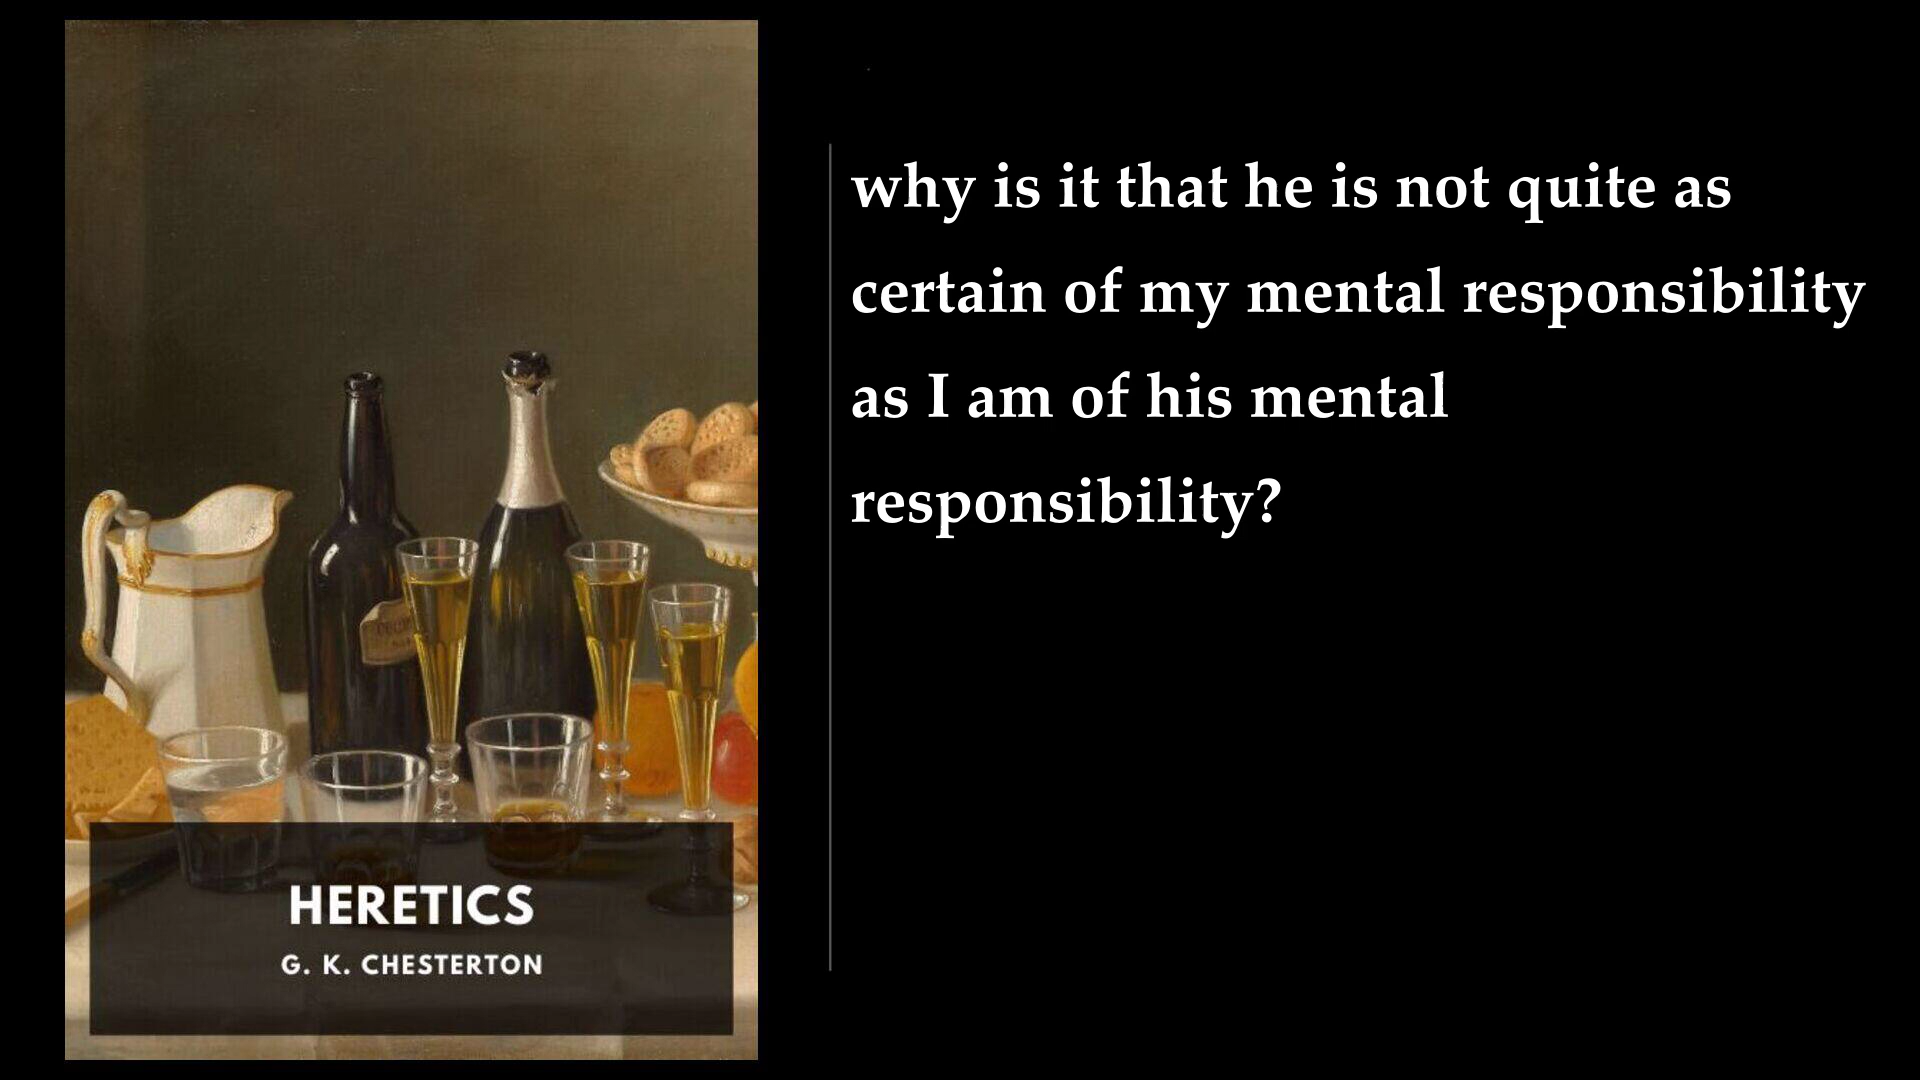 why is it that he is not quite as
certain of my mental responsibility
as I am of his mental
responsibility?
HERETICS
G. K. CHESTERTON